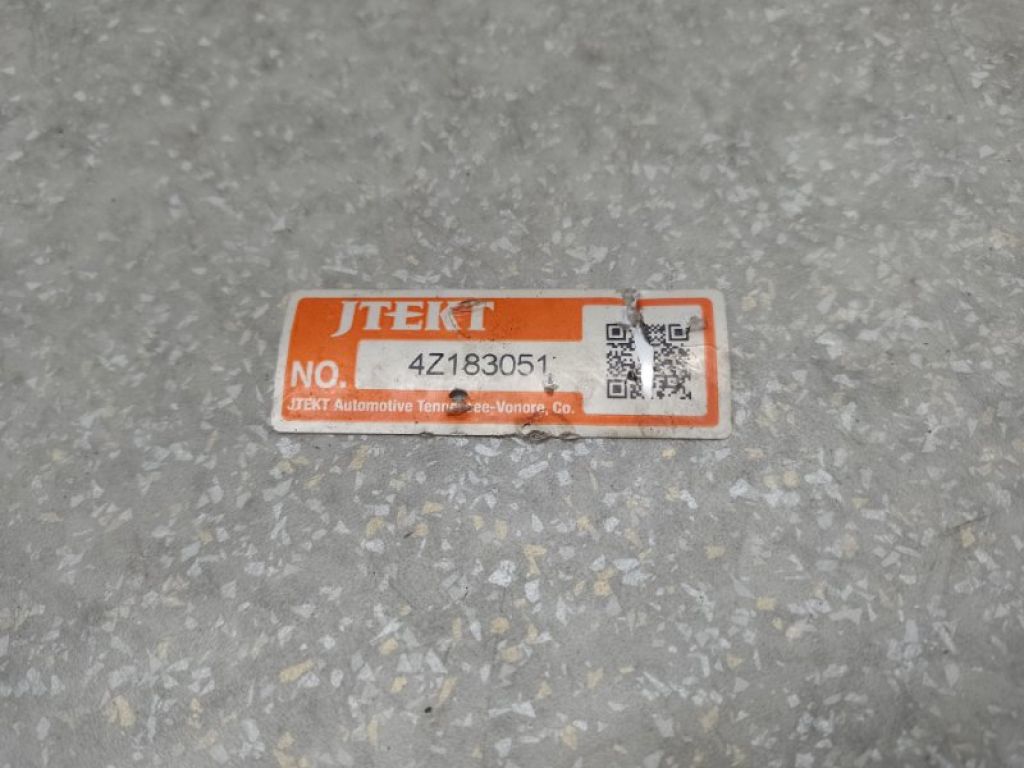 JTEKT
NO. 4Z183051
JTEKT Automotive Tennessee-Vonore, Co.